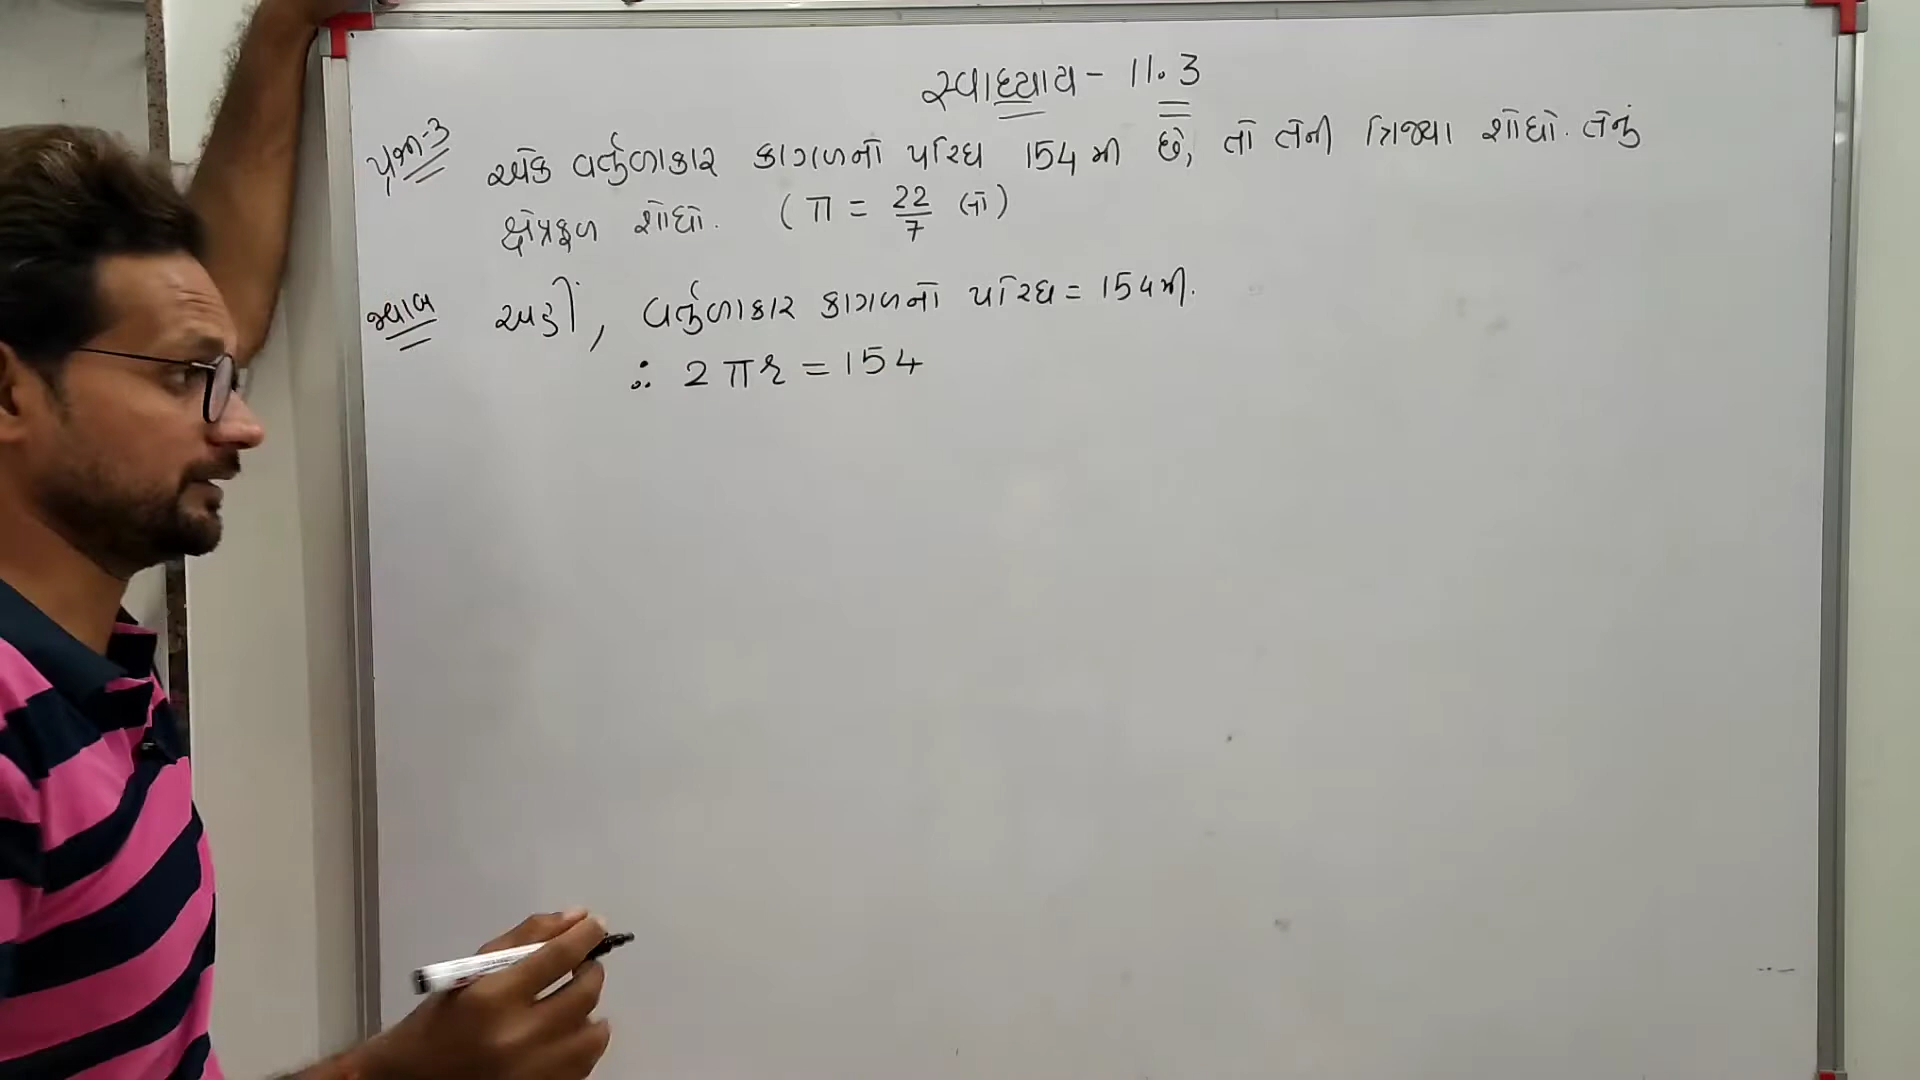 સ્વાધ્યાય - 11.3
પ્રશ્ન-3 એક વર્તુળાકાર કાગળનો પરિઘ 154 મી છે, તો તેની ત્રિજ્યા શોધો. તેનું
ક્ષેત્રફળ શોધો. (π = 22/7 લો)
જવાબ અહીં, વર્તુળાકાર કાગળનો પરિઘ = 154 મી.
∴ 2πr = 154